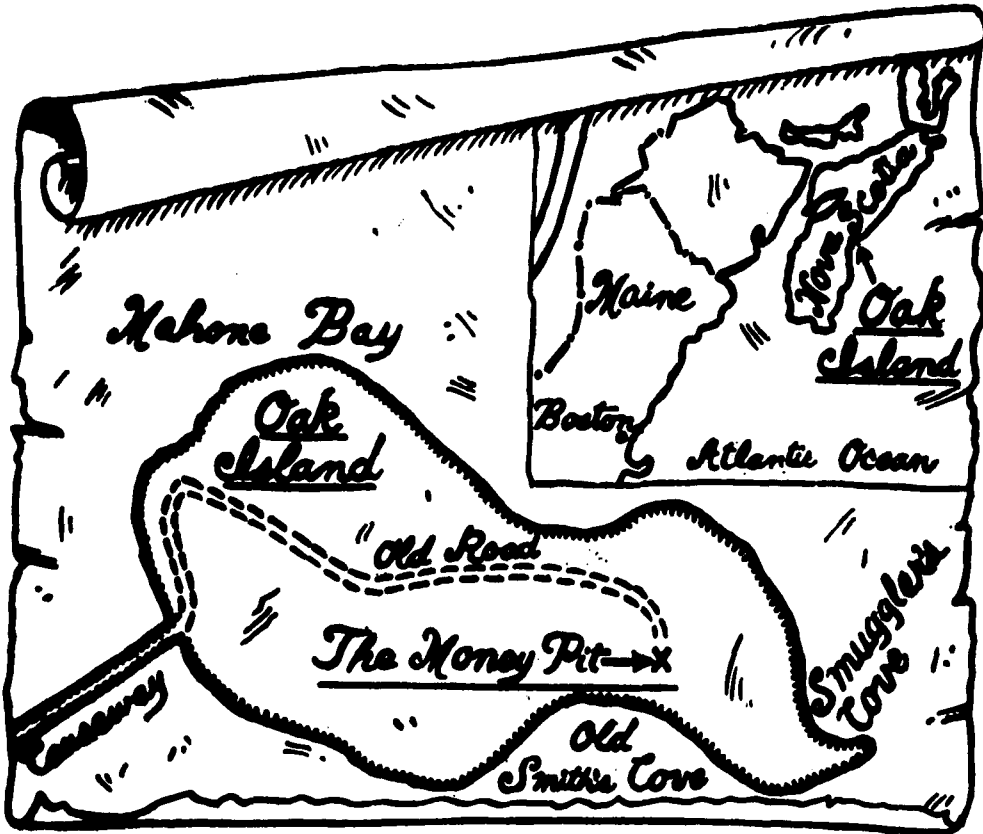 Nova Scotia
Maine
Oak
Island
Boston
Atlantic Ocean
Mahone Bay
Oak
Island
Old Road
The Money Pit
X
Smuggler's
Cove
Old
Smith's Cove
Causeway